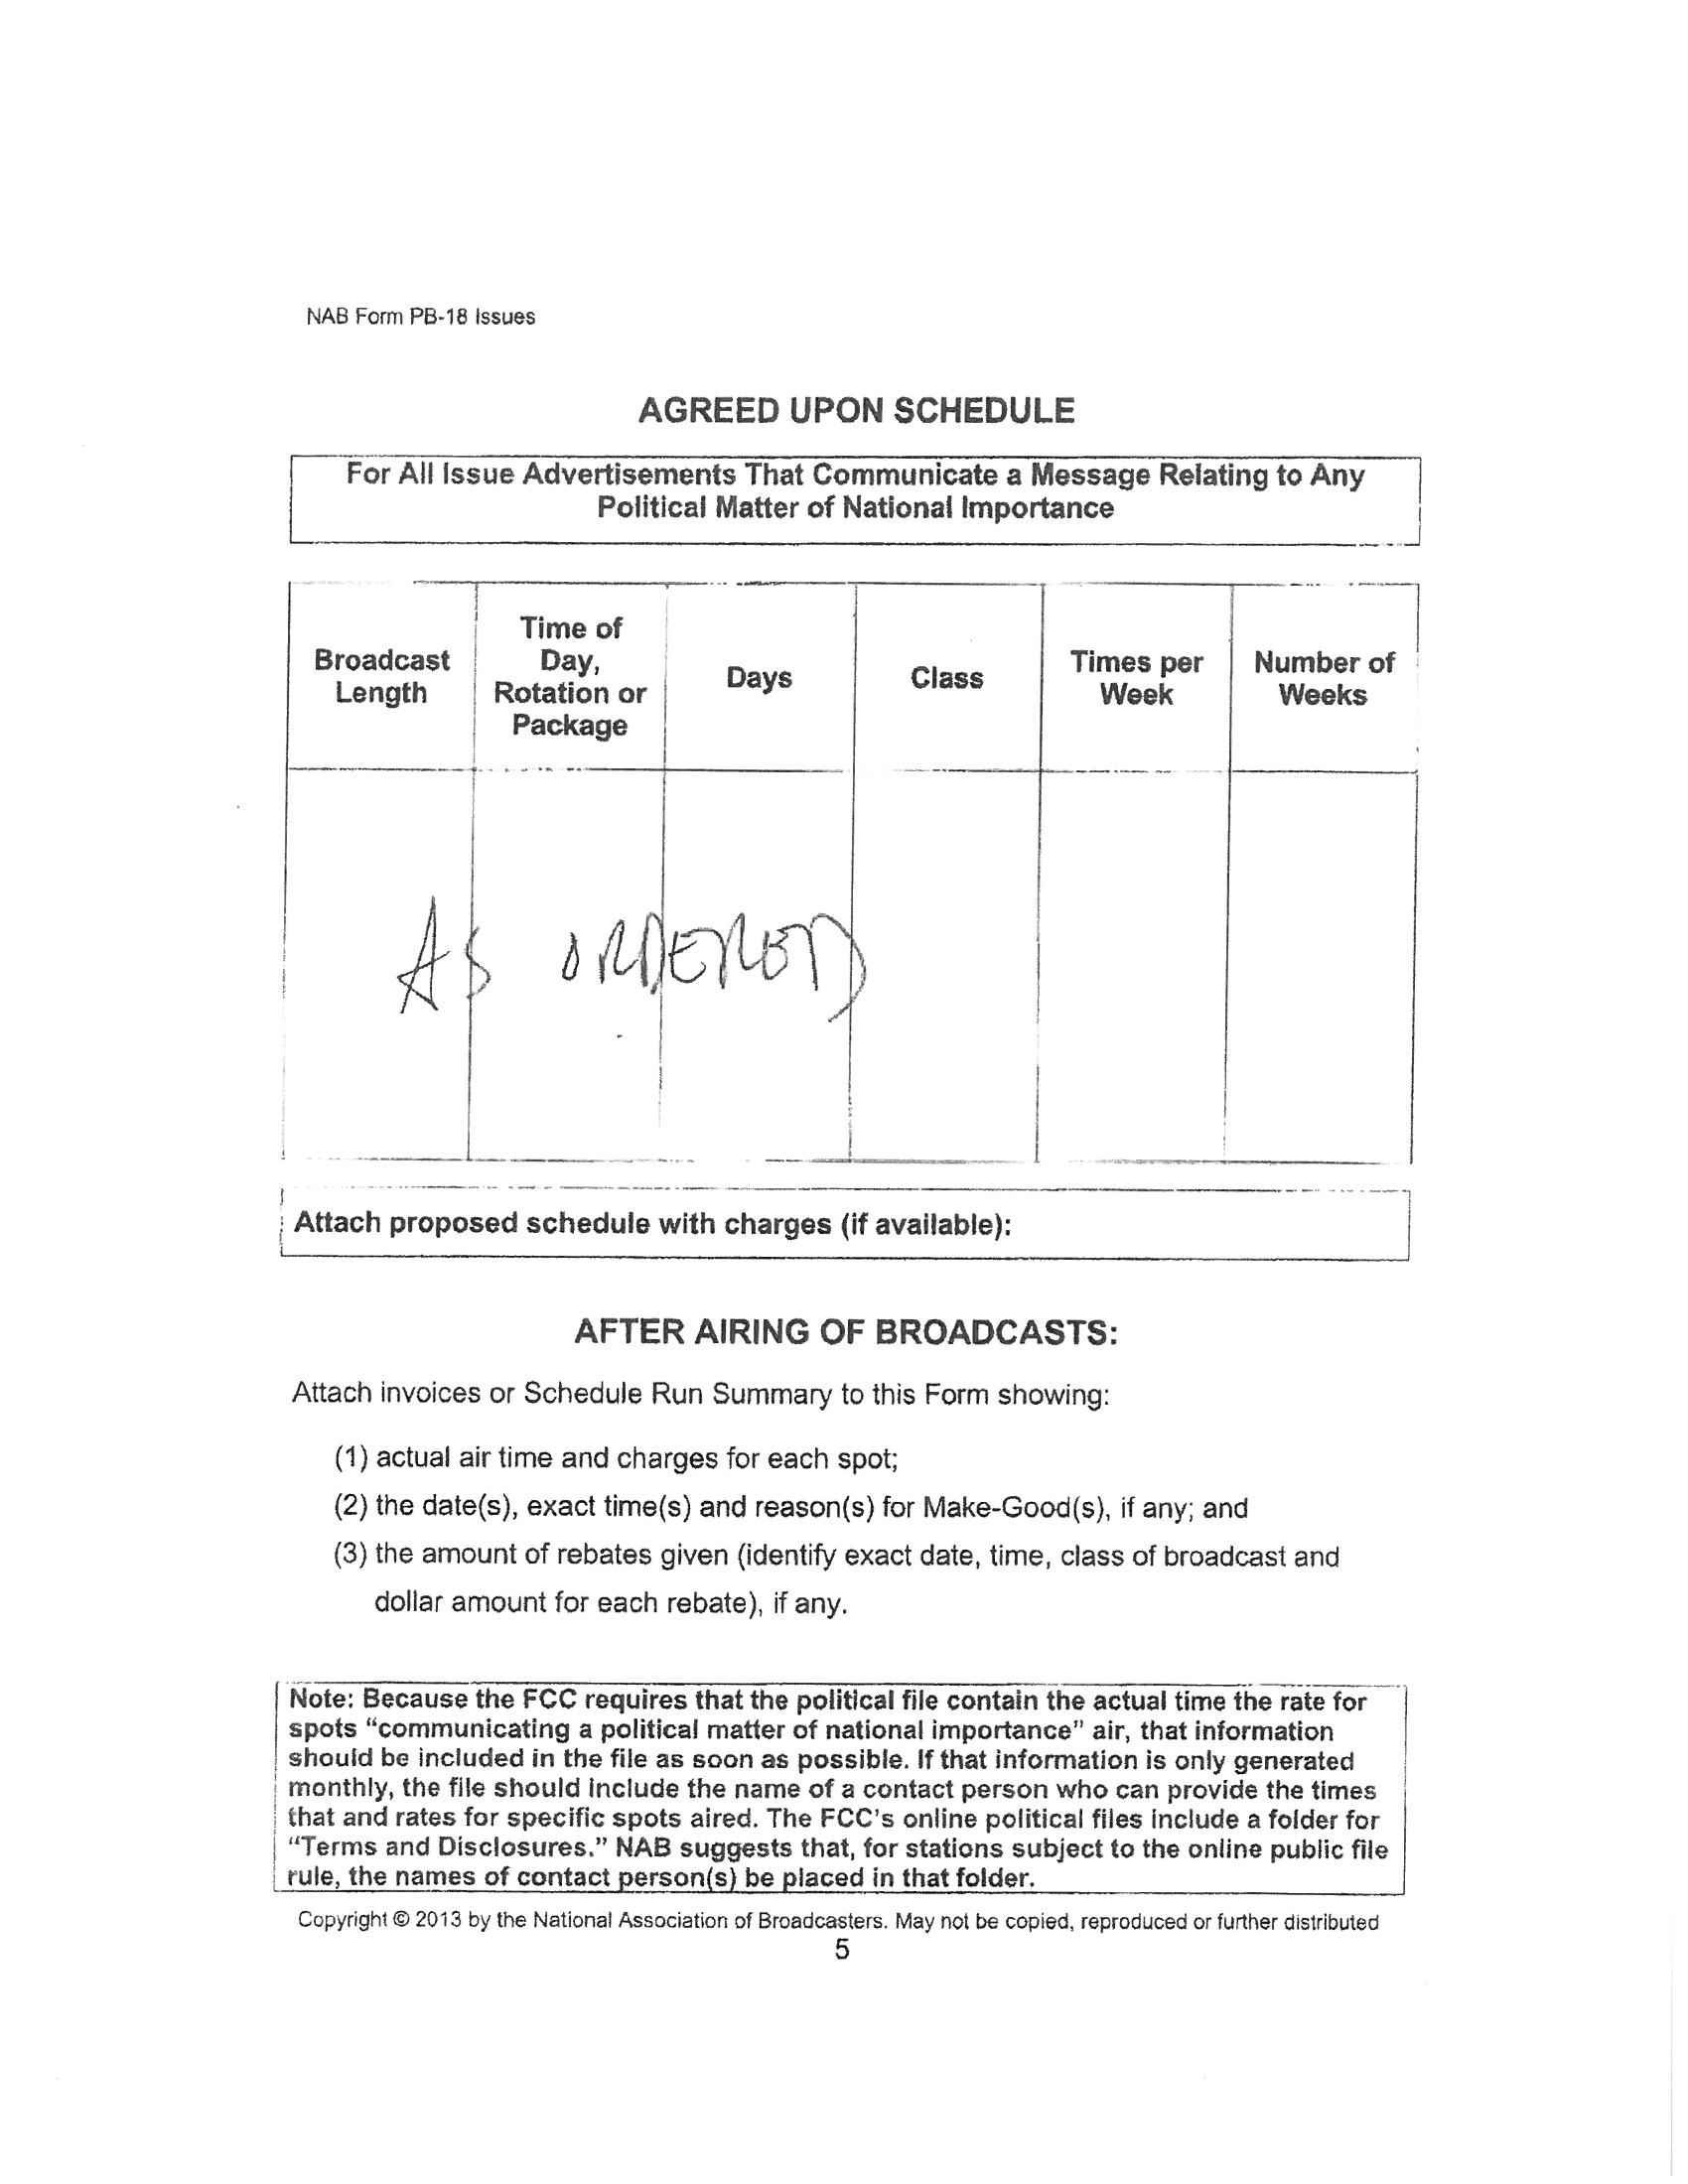 NAB Form PB-18 Issues
AGREED UPON SCHEDULE
For All Issue Advertisements That Communicate a Message Relating to Any
Political Matter of National Importance
Broadcast
Length
Time of
Day,
Rotation or
Package
Days
Class
Times per
Week
Number of
Weeks
AS ORDERED
Attach proposed schedule with charges (if available):
AFTER AIRING OF BROADCASTS:
Attach invoices or Schedule Run Summary to this Form showing:
(1) actual air time and charges for each spot;
(2) the date(s), exact time(s) and reason(s) for Make-Good(s), if any; and
(3) the amount of rebates given (identify exact date, time, class of broadcast and
dollar amount for each rebate), if any.
Note: Because the FCC requires that the political file contain the actual time the rate for
spots “communicating a political matter of national importance” air, that information
should be included in the file as soon as possible. If that information is only generated
monthly, the file should include the name of a contact person who can provide the times
that and rates for specific spots aired. The FCC's online political files include a folder for
“Terms and Disclosures.” NAB suggests that, for stations subject to the online public file
rule, the names of contact person(s) be placed in that folder.
Copyright © 2013 by the National Association of Broadcasters. May not be copied, reproduced or further distributed
5